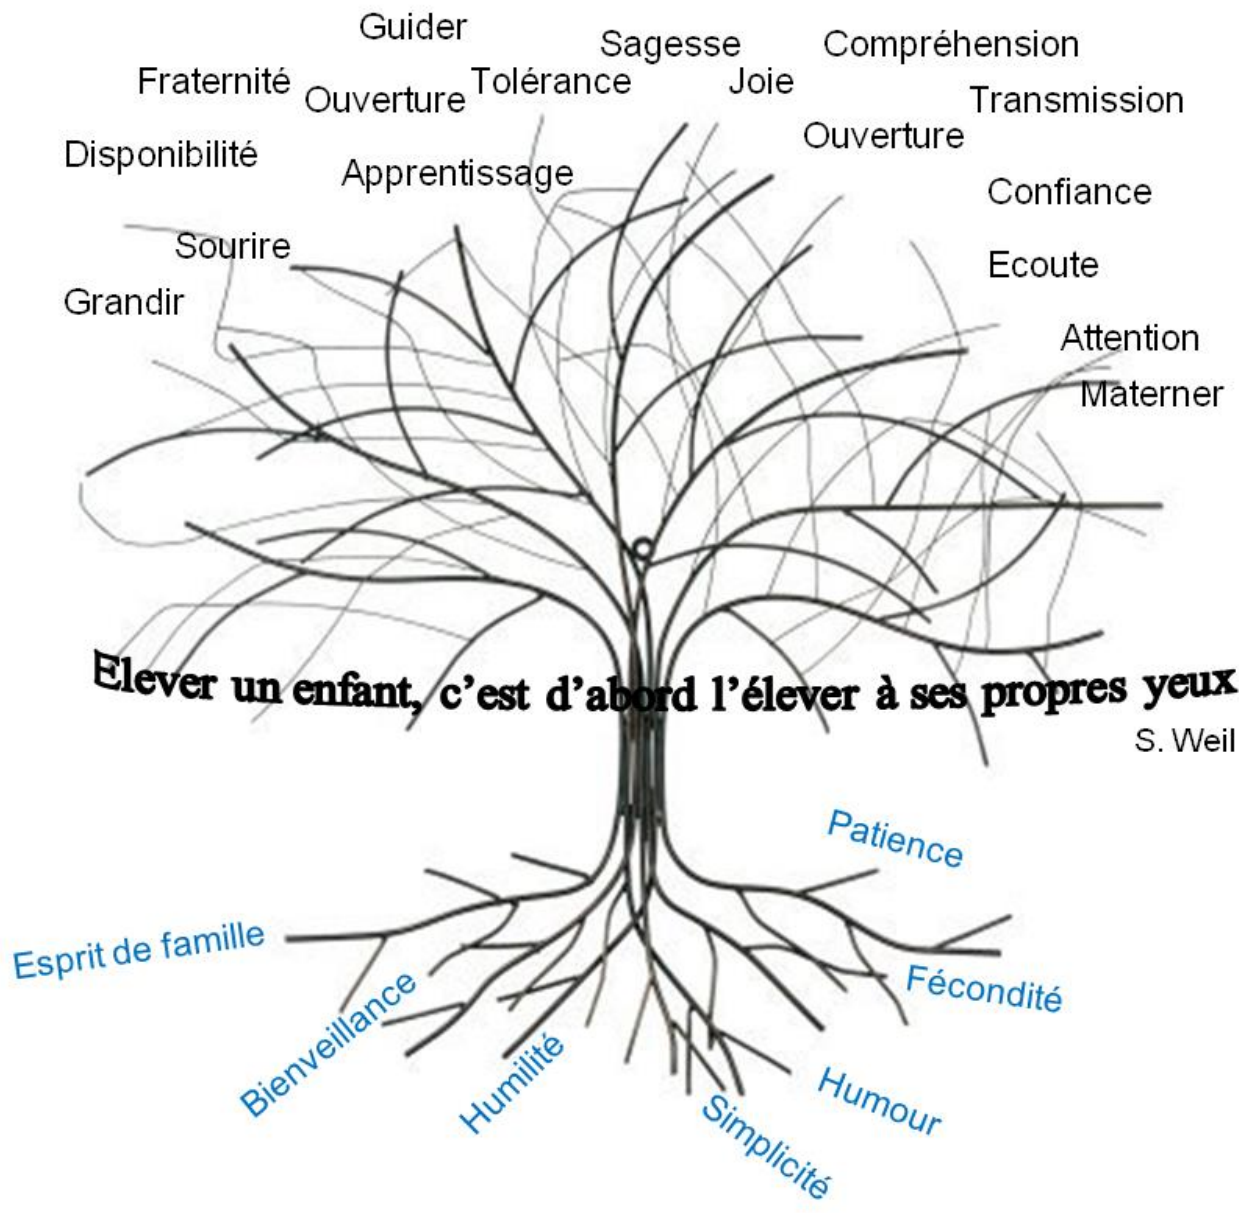 Guider
Sagesse
Compréhension
Fraternité
Ouverture
Tolérance
Joie
Transmission
Ouverture
Disponibilité
Apprentissage
Confiance
Sourire
Ecoute
Grandir
Attention
Materner
Elever un enfant, c’est d’abord l’élever à ses propres yeux
S. Weil
Patience
Esprit de famille
Fécondité
Bienveillance
Humilité
Humour
Simplicité